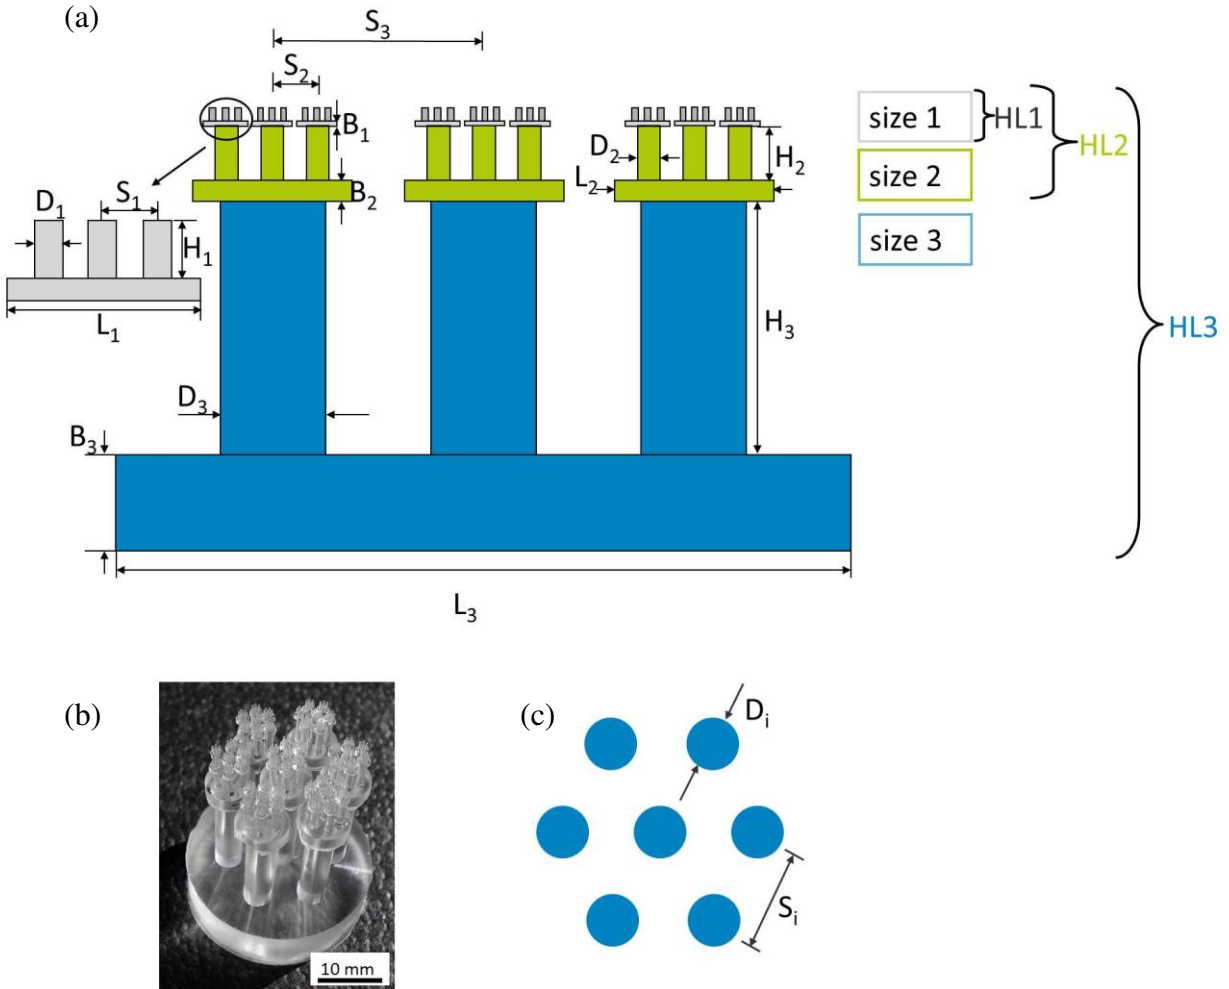 (a)
S3
S2
B1
D2
H2
L2
B2
D1
S1
H1
L1
H3
D3
B3
L3
size 1
HL1
HL2
size 2
size 3
HL3
(b)
10 mm
(c)
Di
Si